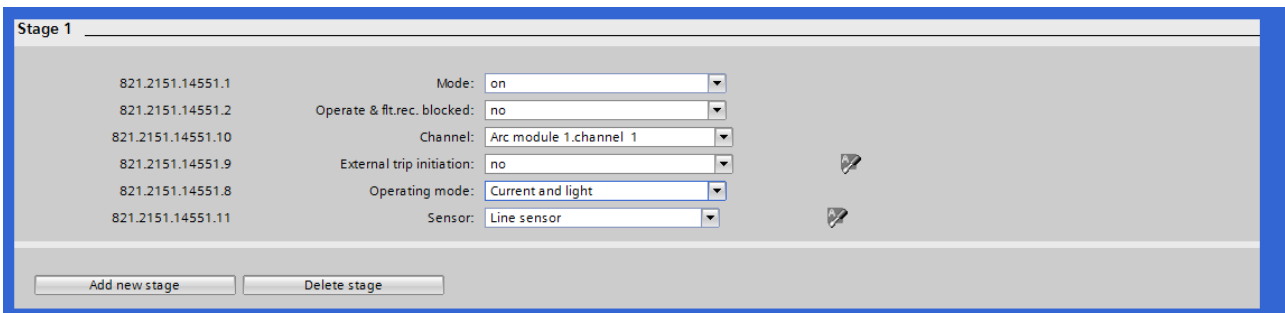 Stage 1
821.2151.14551.1 Mode: on
821.2151.14551.2 Operate & flt.rec. blocked: no
821.2151.14551.10 Channel: Arc module 1.channel 1
821.2151.14551.9 External trip initiation: no
821.2151.14551.8 Operating mode: Current and light
821.2151.14551.11 Sensor: Line sensor
Add new stage Delete stage